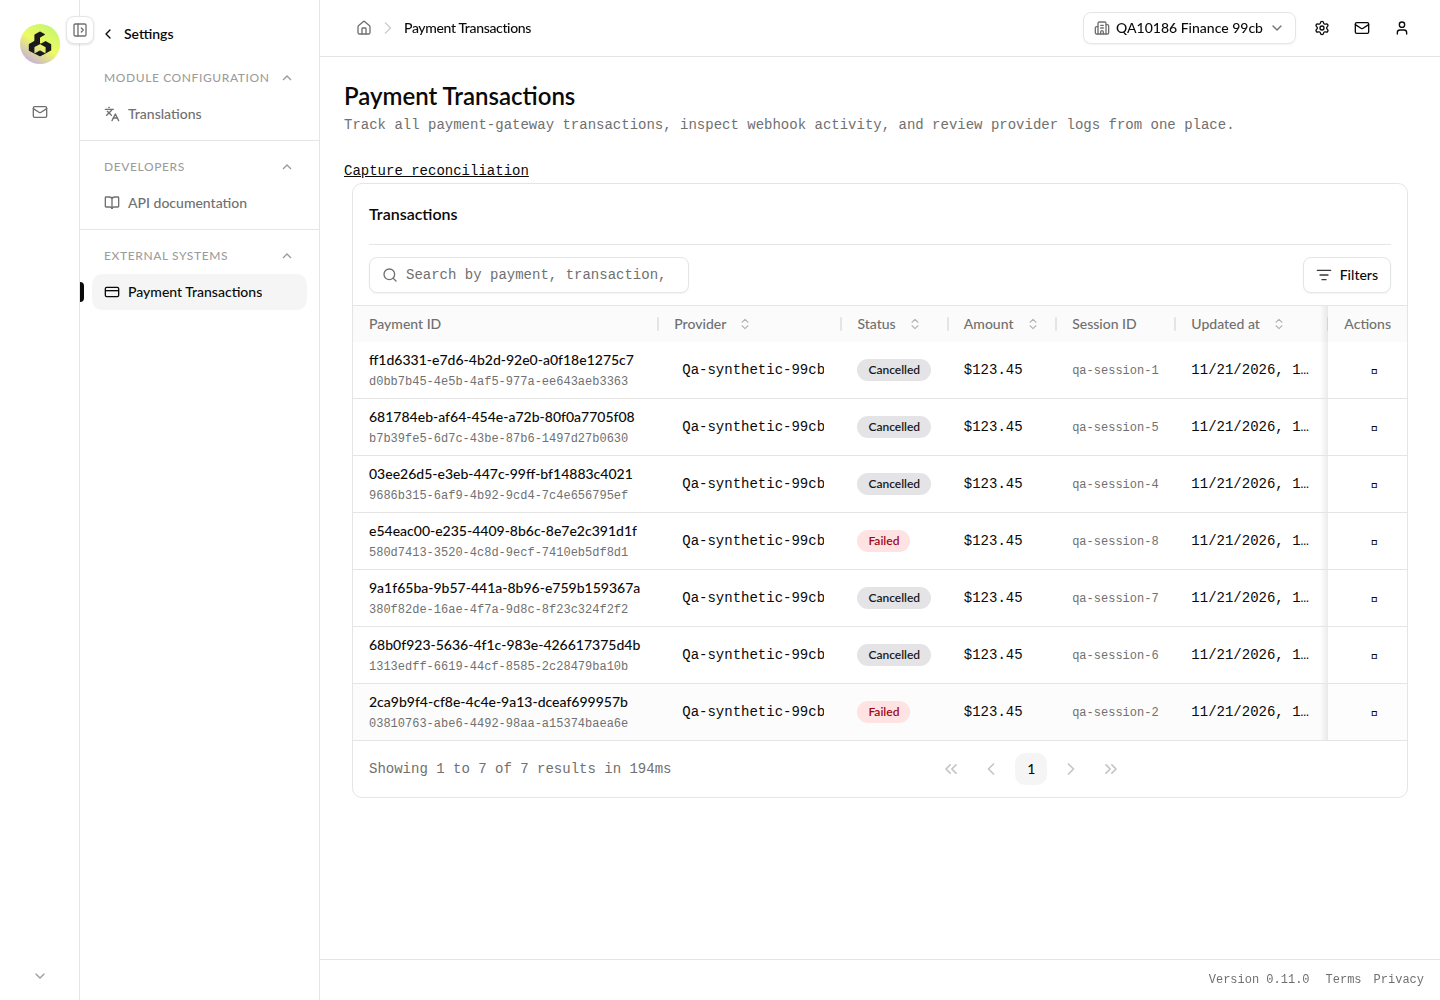 Settings
MODULE CONFIGURATION
Translations
DEVELOPERS
API documentation
EXTERNAL SYSTEMS
Payment Transactions
Payment Transactions
QA10186 Finance 99cb
Payment Transactions
Track all payment-gateway transactions, inspect webhook activity, and review provider logs from one place.
Capture reconciliation
Transactions
Search by payment, transaction,
Filters
Payment ID Provider Status Amount Session ID Updated at Actions
ff1d6331-e7d6-4b2d-92e0-a0f18e1275c7
d0bb7b45-4e5b-4af5-977a-ee643aeb3363
Qa-synthetic-99cb Cancelled $123.45 qa-session-1 11/21/2026, 1…
681784eb-af64-454e-a72b-80f0a7705f08
b7b39fe5-6d7c-43be-87b6-1497d27b0630
Qa-synthetic-99cb Cancelled $123.45 qa-session-5 11/21/2026, 1…
03ee26d5-e3eb-447c-99ff-bf14883c4021
9686b315-6af9-4b92-9cd4-7c4e656795ef
Qa-synthetic-99cb Cancelled $123.45 qa-session-4 11/21/2026, 1…
e54eac00-e235-4409-8b6c-8e7e2c391d1f
580d7413-3520-4c8d-9ecf-7410eb5df8d1
Qa-synthetic-99cb Failed $123.45 qa-session-8 11/21/2026, 1…
9a1f65ba-9b57-441a-8b96-e759b159367a
380f82de-16ae-4f7a-9d8c-8f23c324f2f2
Qa-synthetic-99cb Cancelled $123.45 qa-session-7 11/21/2026, 1…
68b0f923-5636-4f1c-983e-426617375d4b
1313edff-6619-44cf-8585-2c28479ba10b
Qa-synthetic-99cb Cancelled $123.45 qa-session-6 11/21/2026, 1…
2ca9b9f4-cf8e-4c4e-9a13-dceaf699957b
03810763-abe6-4492-98aa-a15374baea6e
Qa-synthetic-99cb Failed $123.45 qa-session-2 11/21/2026, 1…
Showing 1 to 7 of 7 results in 194ms
1
Version 0.11.0 Terms Privacy